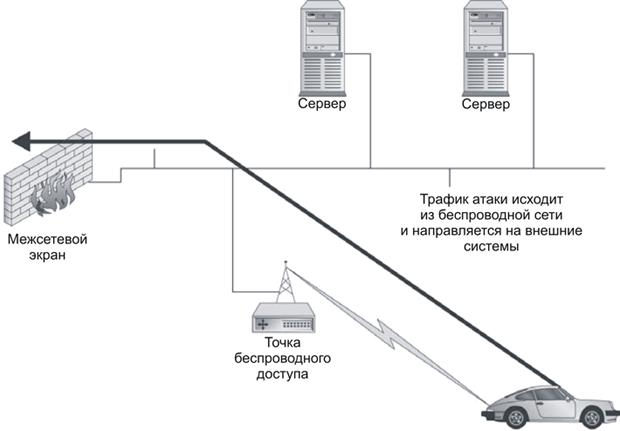 Сервер
Сервер
Трафик атаки исходит
из беспроводной сети
и направляется на внешние
системы
Межсетевой
экран
Точка
беспроводного
доступа